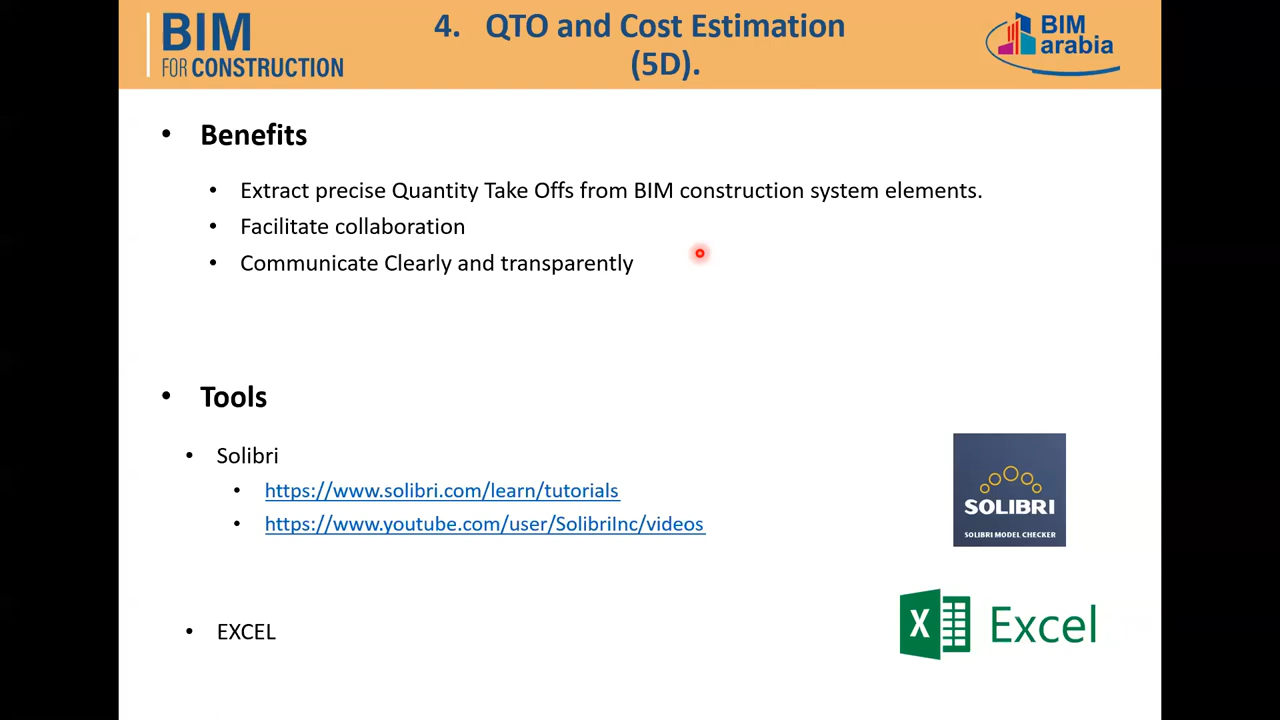 BIM
FOR CONSTRUCTION
4. QTO and Cost Estimation
(5D).
BIM
arabia
• Benefits
• Extract precise Quantity Take Offs from BIM construction system elements.
• Facilitate collaboration
• Communicate Clearly and transparently
• Tools
• Solibri
• https://www.solibri.com/learn/tutorials
• https://www.youtube.com/user/SolibriInc/videos
SOLIBRI
SOLIBRI MODEL CHECKER
• EXCEL
X Excel